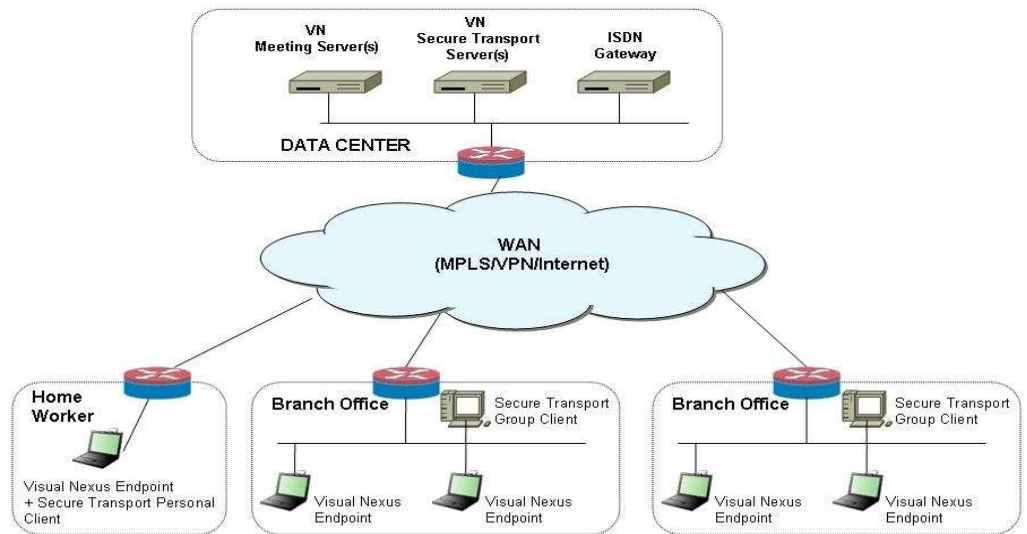 VN
Meeting Server(s)
VN
Secure Transport
Server(s)
ISDN
Gateway
DATA CENTER
WAN
(MPLS/VPN/Internet)
Home
Worker
Visual Nexus Endpoint
+ Secure Transport Personal
Client
Branch Office
Secure Transport
Group Client
Visual Nexus
Endpoint
Visual Nexus
Endpoint
Branch Office
Secure Transport
Group Client
Visual Nexus
Endpoint
Visual Nexus
Endpoint